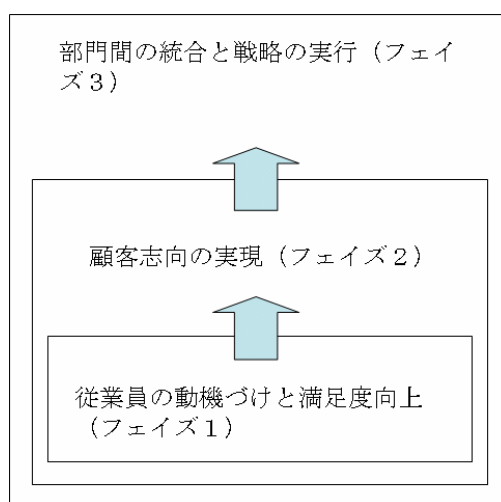 部門間の統合と戦略の実行（フェイ
ズ３）
顧客志向の実現（フェイズ２）
従業員の動機づけと満足度向上
（フェイズ１）